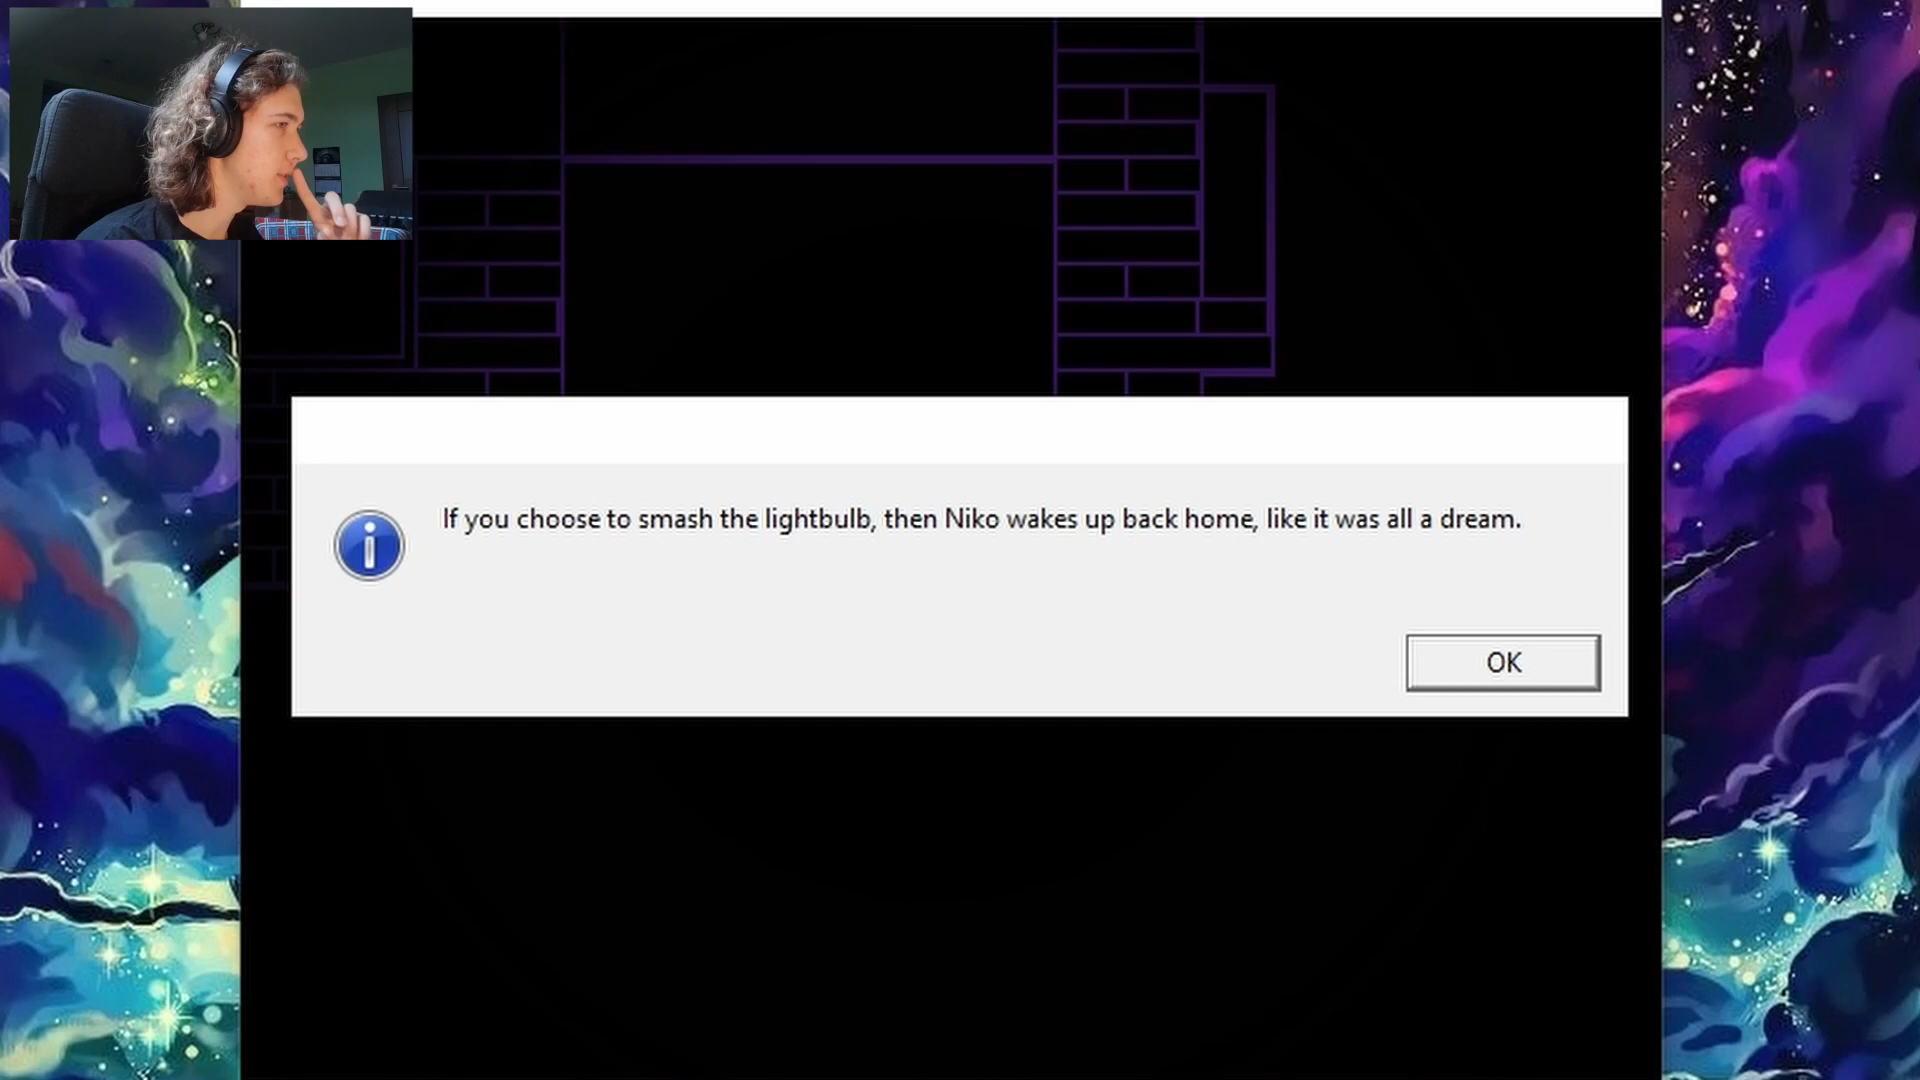 If you choose to smash the lightbulb, then Niko wakes up back home, like it was all a dream.
OK